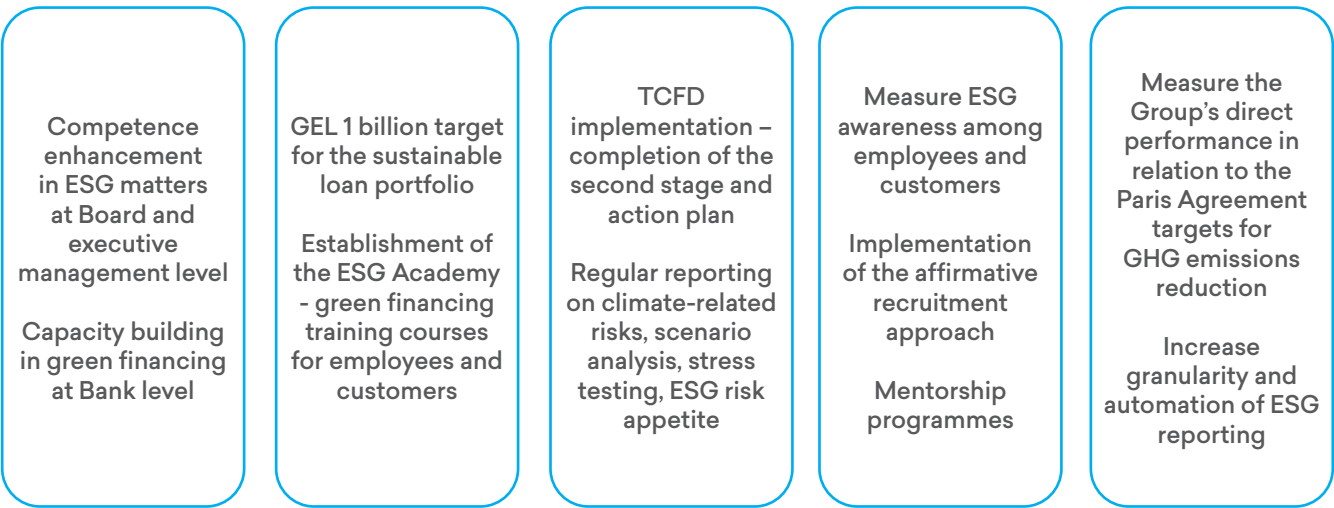 Competence
enhancement
in ESG matters
at Board and
executive
management level
Capacity building
in green financing
at Bank level
GEL 1 billion target
for the sustainable
loan portfolio
Establishment of
the ESG Academy
- green financing
training courses
for employees and
customers
TCFD
implementation –
completion of the
second stage and
action plan
Regular reporting
on climate-related
risks, scenario
analysis, stress
testing, ESG risk
appetite
Measure ESG
awareness among
employees and
customers
Implementation
of the affirmative
recruitment
approach
Mentorship
programmes
Measure the
Group’s direct
performance in
relation to the
Paris Agreement
targets for
GHG emissions
reduction
Increase
granularity and
automation of ESG
reporting